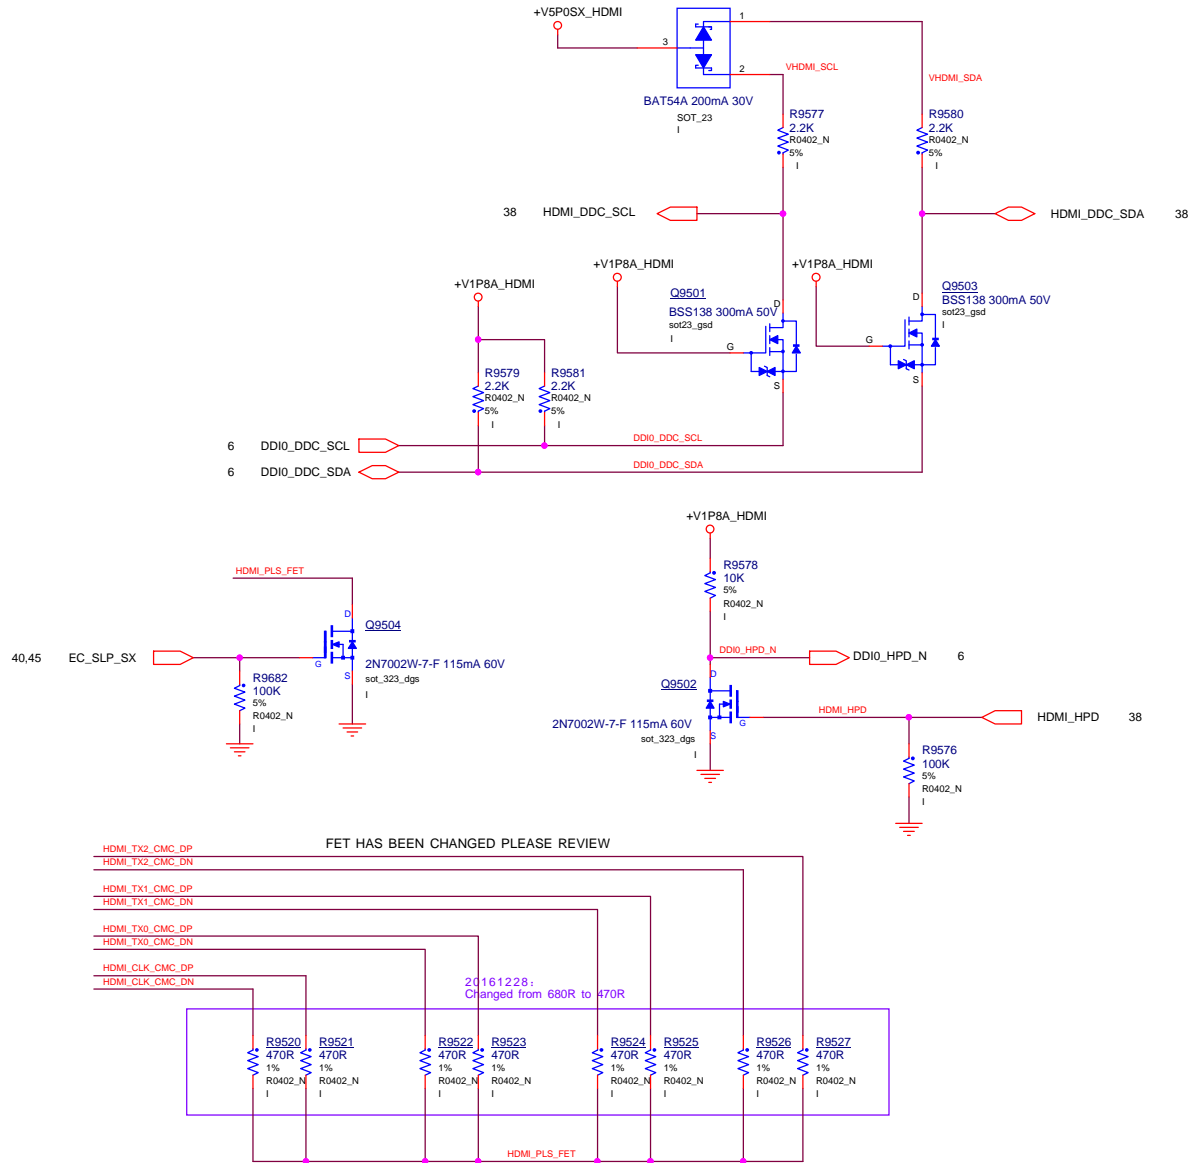 +V5P0SX_HDMI
1
3
2
VHDMI_SCL
VHDMI_SDA
BAT54A 200mA 30V
SOT_23
I
R9577
2.2K
R0402_N
5%
I
R9580
2.2K
R0402_N
5%
I
38 HDMI_DDC_SCL
HDMI_DDC_SDA 38
+V1P8A_HDMI
+V1P8A_HDMI
+V1P8A_HDMI
Q9501
BSS138 300mA 50V
sot23_gsd
I
D
G
S
Q9503
BSS138 300mA 50V
sot23_gsd
I
D
G
S
R9579
2.2K
R0402_N
5%
I
R9581
2.2K
R0402_N
5%
I
6 DDI0_DDC_SCL
DDI0_DDC_SCL
6 DDI0_DDC_SDA
DDI0_DDC_SDA
+V1P8A_HDMI
HDMI_PLS_FET
R9578
10K
5%
R0402_N
I
D
Q9504
40,45 EC_SLP_SX
G
S
2N7002W-7-F 115mA 60V
sot_323_dgs
I
R9682
100K
5%
R0402_N
I
DDI0_HPD_N
DDI0_HPD_N 6
D
Q9502
2N7002W-7-F 115mA 60V
sot_323_dgs
I
G
S
HDMI_HPD
HDMI_HPD 38
R9576
100K
5%
R0402_N
I
FET HAS BEEN CHANGED PLEASE REVIEW
HDMI_TX2_CMC_DP
HDMI_TX2_CMC_DN
HDMI_TX1_CMC_DP
HDMI_TX1_CMC_DN
HDMI_TX0_CMC_DP
HDMI_TX0_CMC_DN
HDMI_CLK_CMC_DP
HDMI_CLK_CMC_DN
20161228:
Changed from 680R to 470R
R9520
470R
1%
R0402_N
I
R9521
470R
1%
R0402_N
I
R9522
470R
1%
R0402_N
I
R9523
470R
1%
R0402_N
I
R9524
470R
1%
R0402_N
I
R9525
470R
1%
R0402_N
I
R9526
470R
1%
R0402_N
I
R9527
470R
1%
R0402_N
I
HDMI_PLS_FET